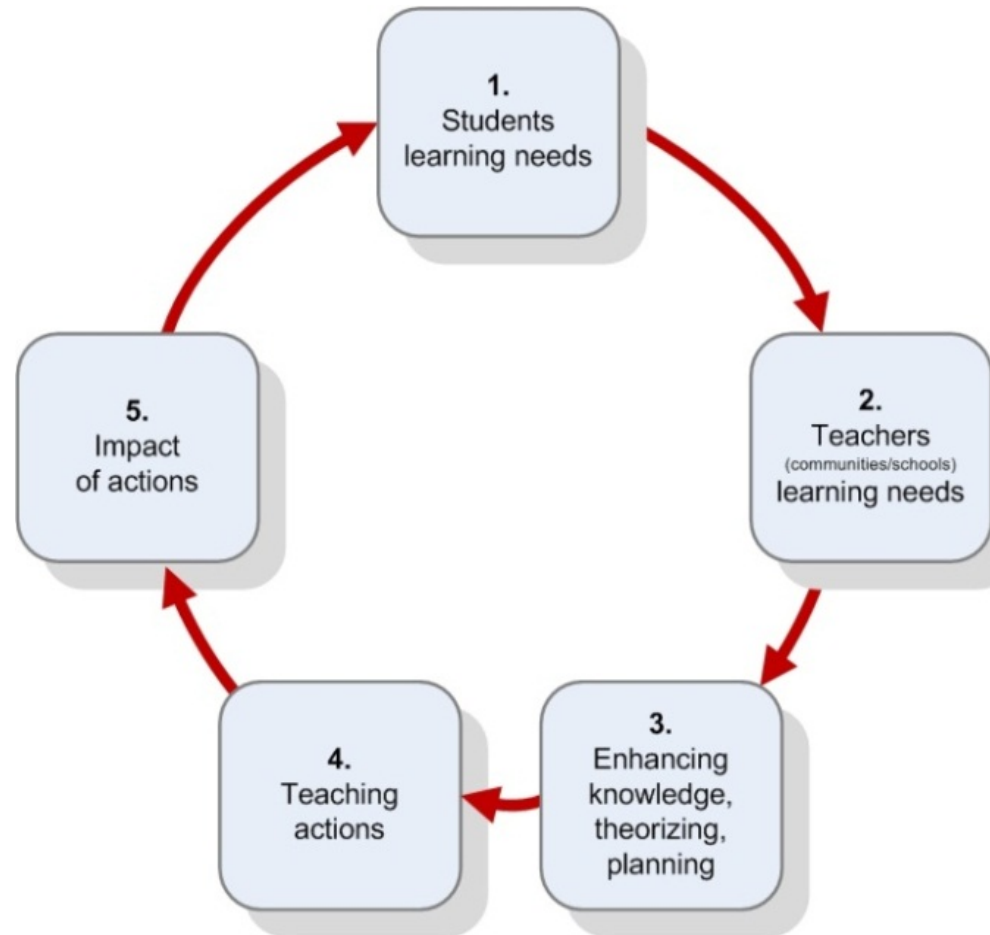 1.
Students
learning needs
2.
Teachers
(communities/schools)
learning needs
3.
Enhancing
knowledge,
theorizing,
planning
4.
Teaching
actions
5.
Impact
of actions